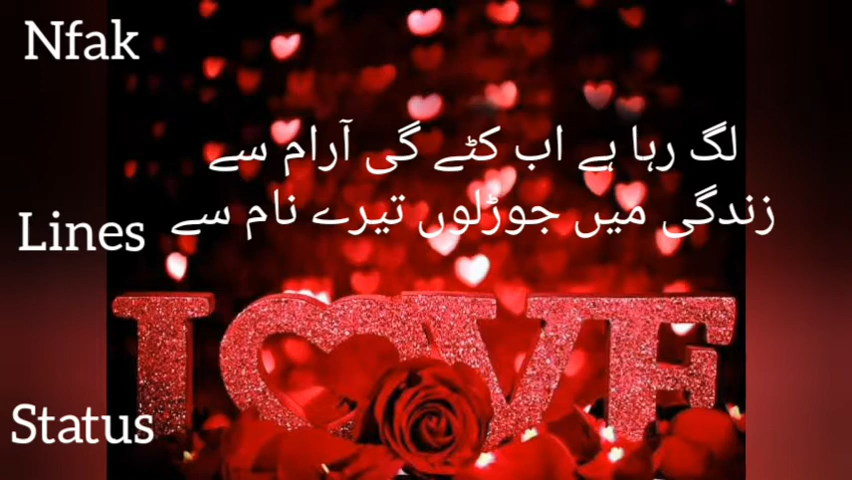 Nfak
لگ رہا ہے اب کٹے گی آرام سے
زندگی میں جوڑلوں تیرے نام سے
Lines
LOVE
Status